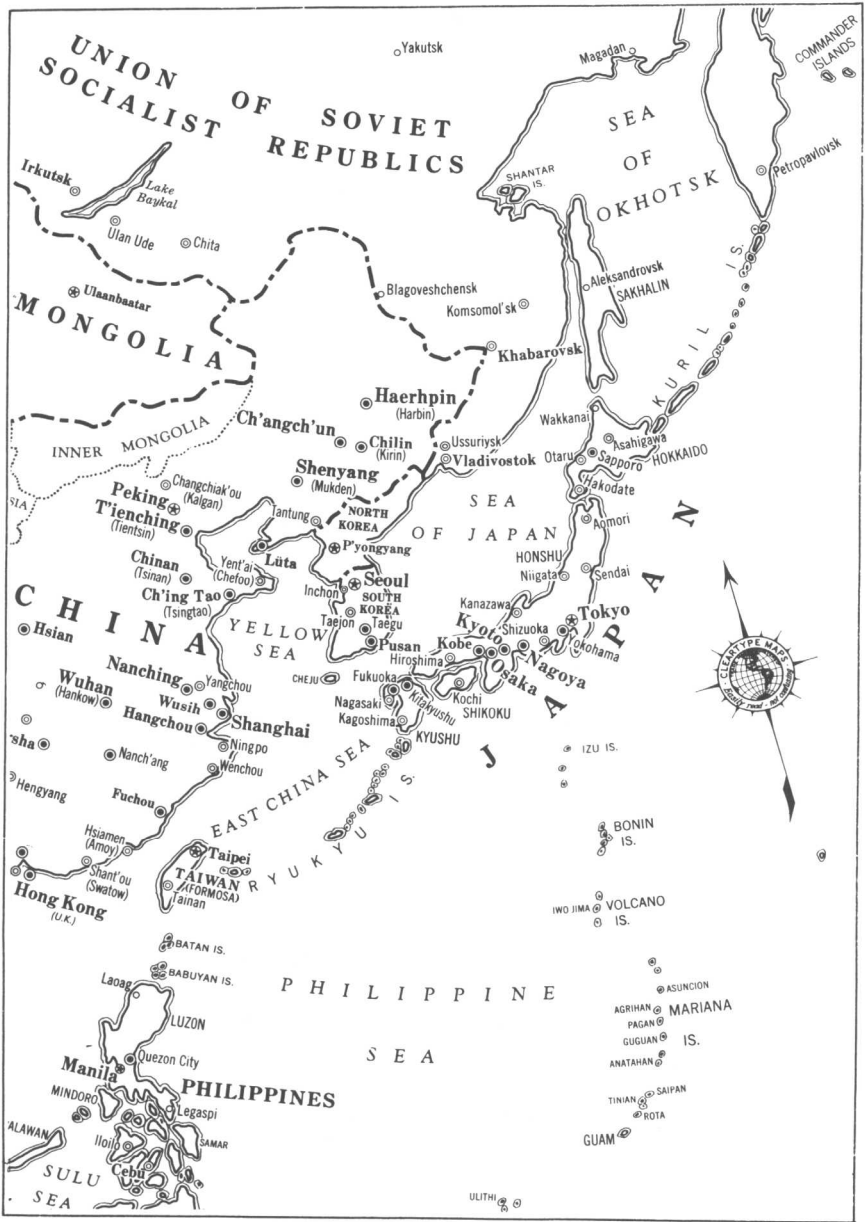 UNION OF SOVIET
SOCIALIST REPUBLICS
Yakutsk
Magadan
COMMANDER
ISLANDS
SEA
OF
OKHOTSK
SHANTAR
IS.
Petropavlovsk
Irkutsk
Lake
Baykal
Ulan Ude
Chita
Ulaanbaatar
MONGOLIA
Blagoveshchensk
Komsomol'sk
Aleksandrovsk
SAKHALIN
KURIL IS.
Khabarovsk
Haerhpin
(Harbin)
Ch'angch'un
Chilin
(Kirin)
INNER MONGOLIA
SIA
Ussuriysk
Vladivostok
Wakkanai
Asahigawa
Otaru
Sapporo
HOKKAIDO
Hakodate
Shenyang
(Mukden)
Changchiak'ou
(Kalgan)
Peking
T'ienching
(Tientsin)
Tantung
NORTH
KOREA
SEA
OF JAPAN
Aomori
P'yongyang
Lüta
Chinan
(Tsinan)
Yent'ai
(Chefoo)
Ch'ing Tao
(Tsingtao)
Inchon
Seoul
SOUTH
KOREA
Taejon
Taegu
Pusan
HONSHU
Niigata
Sendai
Kanazawa
Tokyo
Kyoto
Shizuoka
Yokohama
Kobe
Nagoya
Osaka
Hiroshima
JAPAN
CHINA
Hsian
YELLOW
SEA
CHEJU
Fukuoka
Kitakyushu
Kochi
SHIKOKU
Nagasaki
Kagoshima
KYUSHU
Nanching
Yangchou
Wuhan
(Hankow)
Wusih
Shanghai
Hangchou
Ningpo
sha
Nanch'ang
Wenchou
Hengyang
Fuchou
EAST CHINA SEA
RYUKYU IS.
CLEARTYPE MAPS
Easily read - not confusing
IZU IS.
BONIN
IS.
Hsiamen
(Amoy)
Shant'ou
(Swatow)
Taipei
TAIWAN
(FORMOSA)
Tainan
Hong Kong
(U.K.)
IWO JIMA
VOLCANO
IS.
BATAN IS.
BABUYAN IS.
PHILIPPINE
SEA
Laoag
LUZON
ASUNCION
AGRIHAN
MARIANA
IS.
PAGAN
GUGUAN
ANATAHAN
Quezon City
Manila
PHILIPPINES
MINDORO
Legaspi
SAIPAN
TINIAN
ROTA
GUAM
ALAWAN
Iloilo
SAMAR
Cebu
SULU
SEA
ULITHI